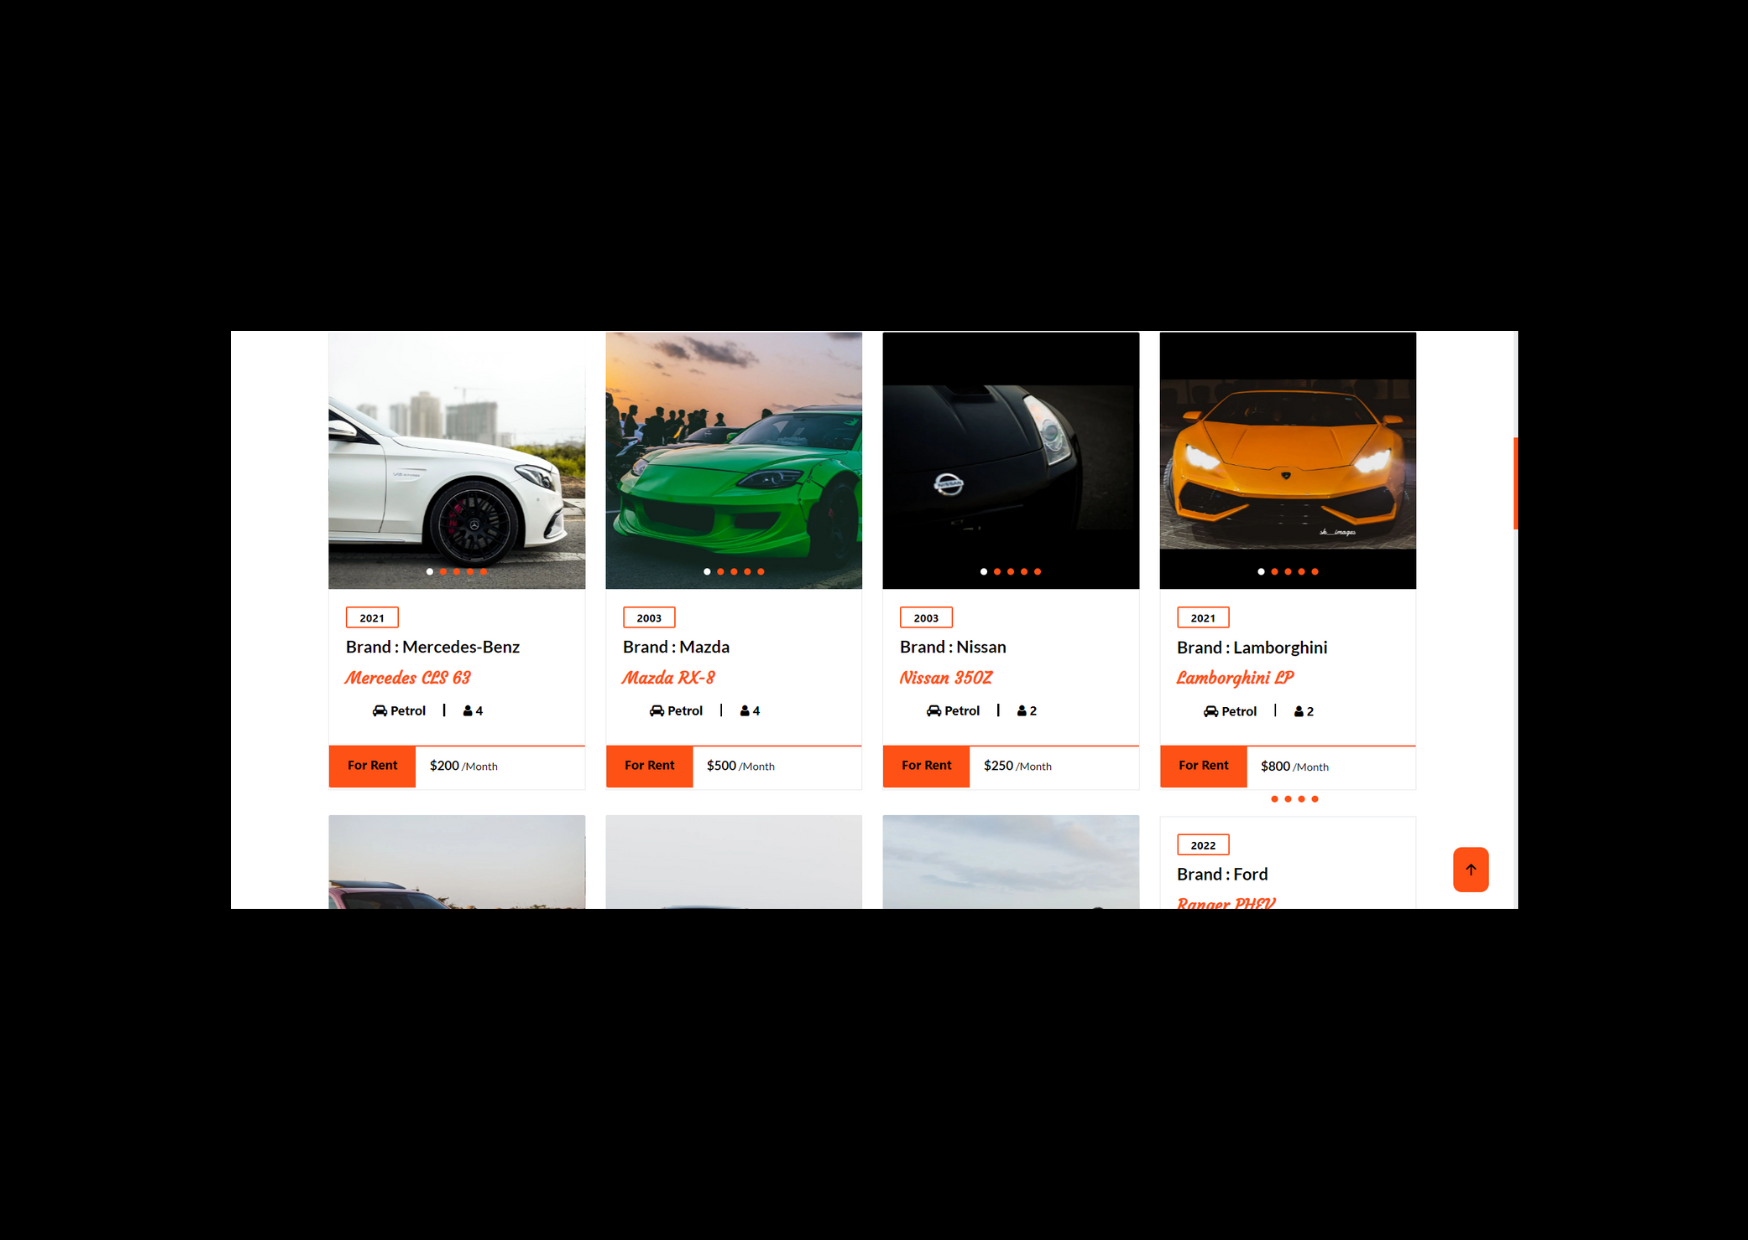 sk_images
2021
Brand : Mercedes-Benz
Mercedes CLS 63
Petrol | 4
For Rent $200 /Month
2003
Brand : Mazda
Mazda RX-8
Petrol | 4
For Rent $500 /Month
2003
Brand : Nissan
Nissan 350Z
Petrol | 2
For Rent $250 /Month
2021
Brand : Lamborghini
Lamborghini LP
Petrol | 2
For Rent $800 /Month
2022
Brand : Ford
Ranger PHEV